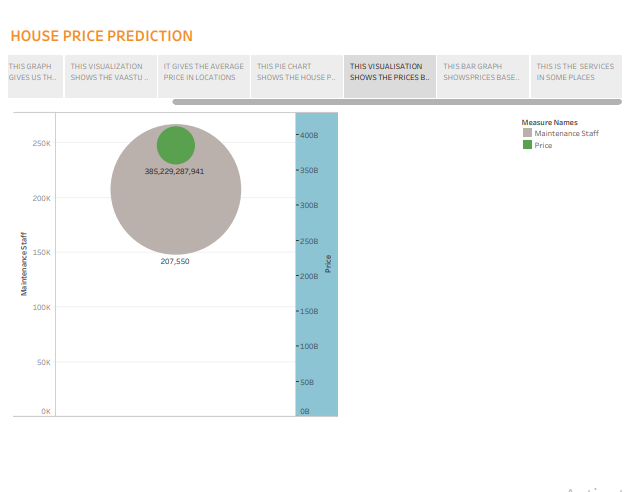 HOUSE PRICE PREDICTION
THIS GRAPH
GIVES US TH..
THIS VISUALIZATION
SHOWS THE VAASTU ..
IT GIVES THE AVERAGE
PRICE IN LOCATIONS
THIS PIE CHART
SHOWS THE HOUSE P..
THIS VISUALISATION
SHOWS THE PRICES B..
THIS BAR GRAPH
SHOWSPRICES BASE..
THIS IS THE SERVICES
IN SOME PLACES
Measure Names
Maintenance Staff
Price
250K
200K
150K
100K
50K
0K
Maintenance Staff
385,229,287,941
207,550
400B
350B
300B
250B
200B
150B
100B
50B
0B
Price